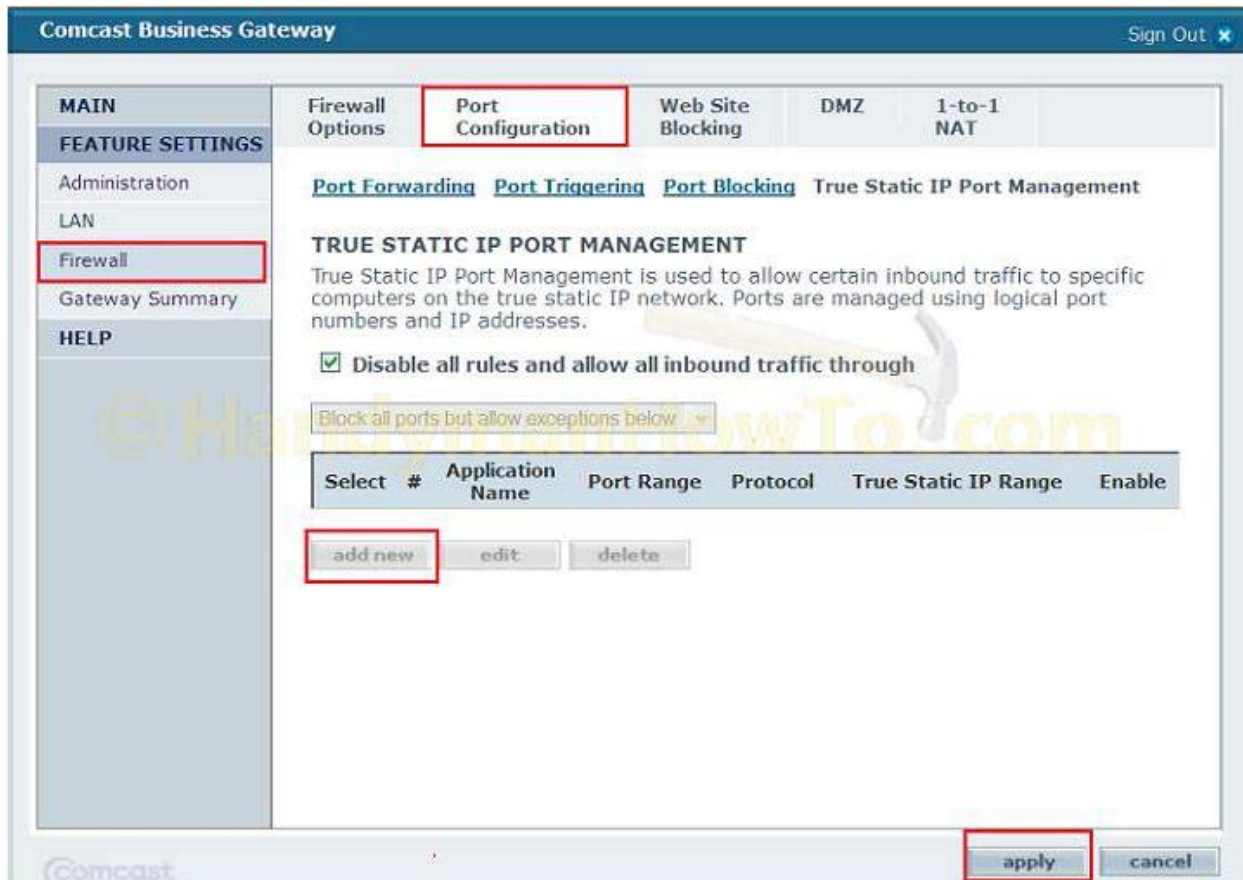 Comcast Business Gateway
Sign Out
MAIN
FEATURE SETTINGS
Administration
LAN
Firewall
Gateway Summary
HELP
Firewall Options
Port Configuration
Web Site Blocking
DMZ
1-to-1 NAT
Port Forwarding Port Triggering Port Blocking True Static IP Port Management
TRUE STATIC IP PORT MANAGEMENT
True Static IP Port Management is used to allow certain inbound traffic to specific
computers on the true static IP network. Ports are managed using logical port
numbers and IP addresses.
Disable all rules and allow all inbound traffic through
Block all ports but allow exceptions below
©HandymanHowTo.com
Select # Application Name Port Range Protocol True Static IP Range Enable
add new edit delete
apply cancel
Comcast